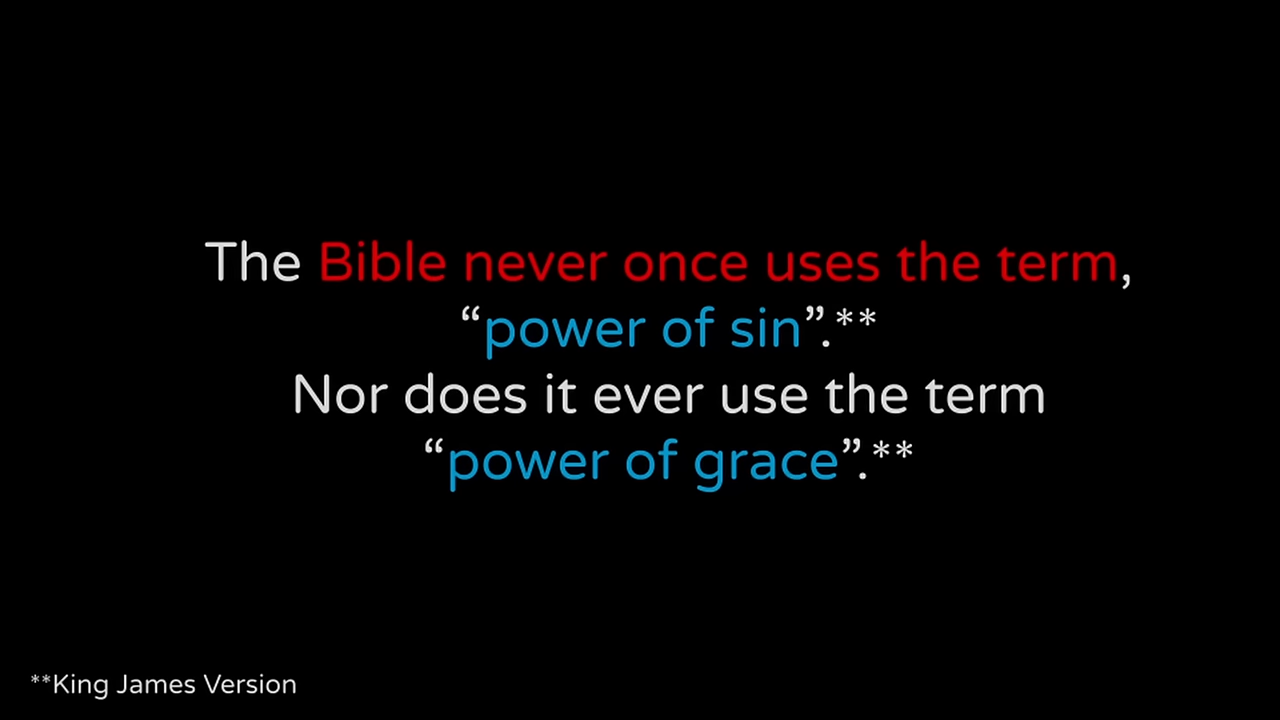 The Bible never once uses the term,
“power of sin”.**
Nor does it ever use the term
“power of grace”.**
**King James Version